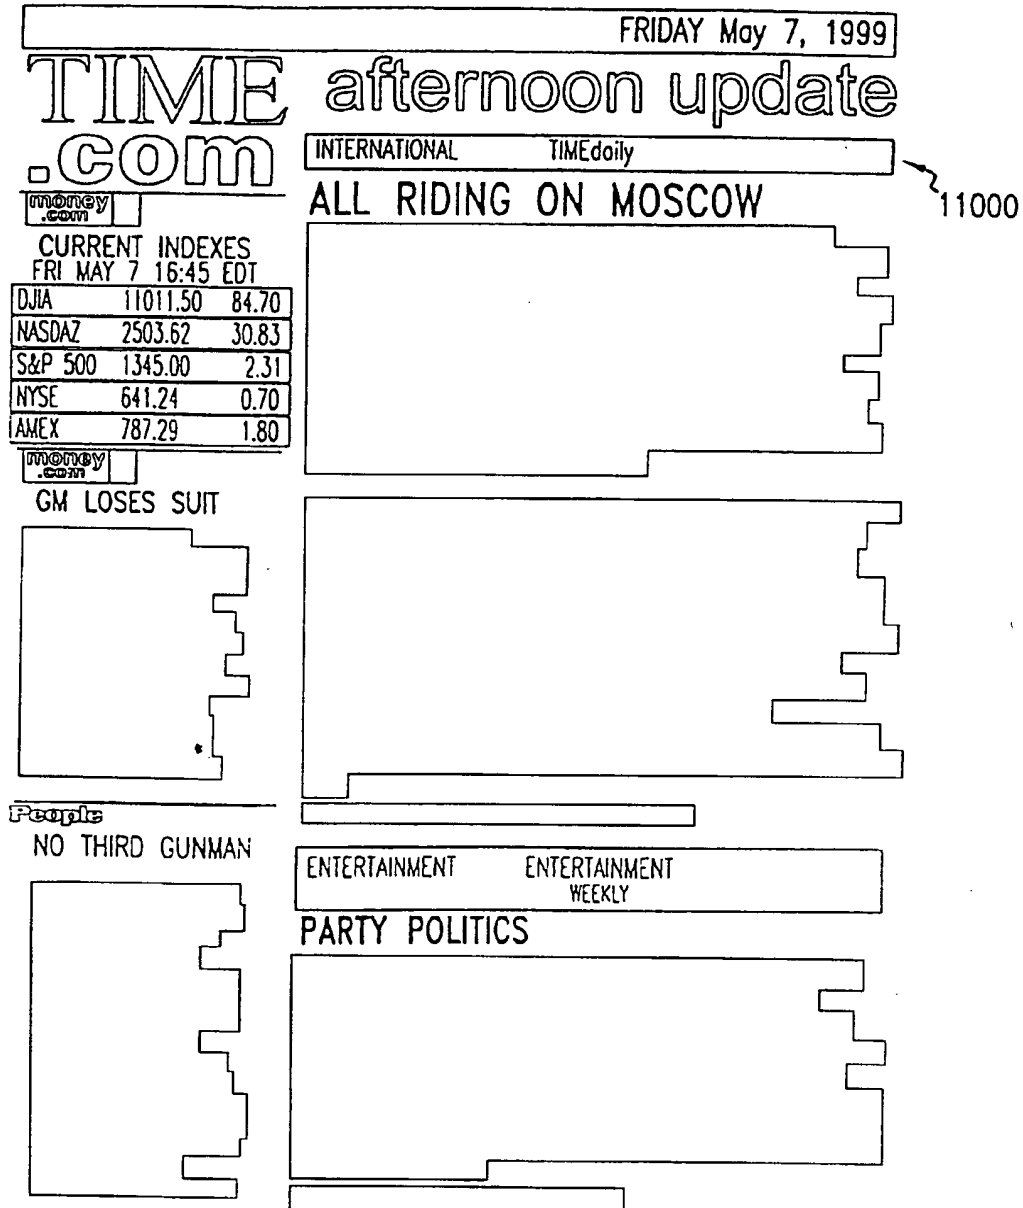 FRIDAY May 7, 1999
TIME
.com
afternoon update
money
.com
CURRENT INDEXES
FRI MAY 7 16:45 EDT
DJIA 11011.50 84.70
NASDAZ 2503.62 30.83
S&P 500 1345.00 2.31
NYSE 641.24 0.70
AMEX 787.29 1.80
money
.com
GM LOSES SUIT
People
NO THIRD GUNMAN
INTERNATIONAL TIMEdaily
11000
ALL RIDING ON MOSCOW
ENTERTAINMENT ENTERTAINMENT
WEEKLY
PARTY POLITICS